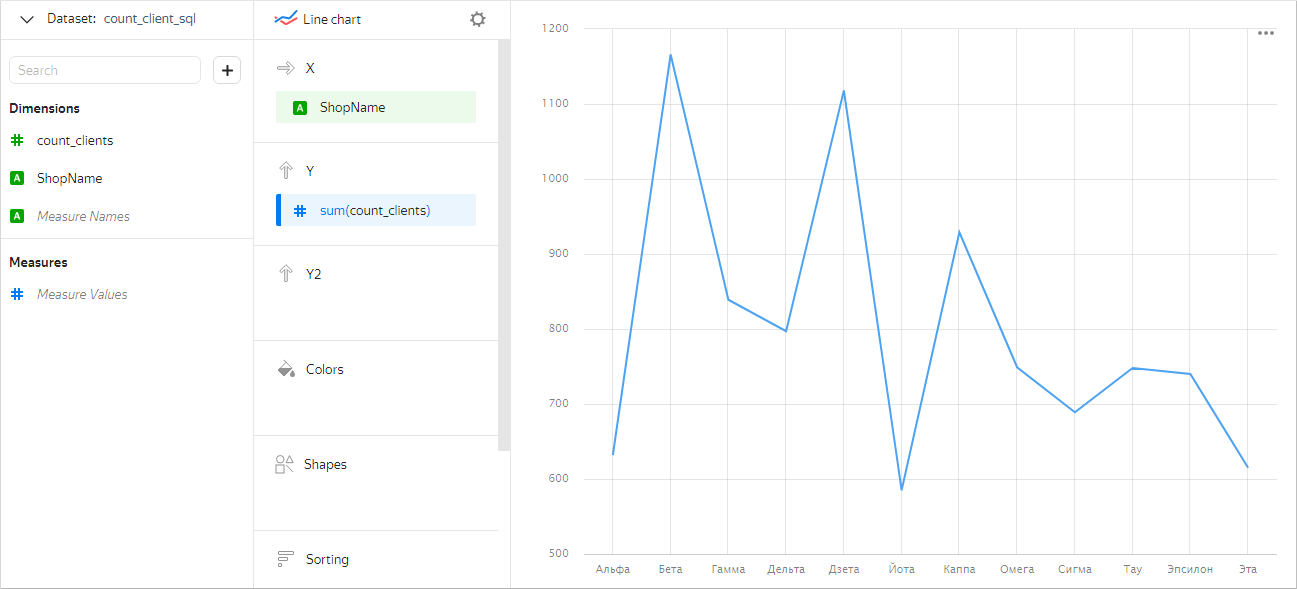 Dataset: count_client_sql
Search
+
Dimensions
count_clients
A ShopName
A Measure Names
Measures
Measure Values
Line chart
X
A ShopName
Y
sum(count_clients)
Y2
Colors
Shapes
Sorting
1200
1100
1000
900
800
700
600
500
Альфа Бета Гамма Дельта Дзета Йота Каппа Омега Сигма Тау Эпсилон Эта